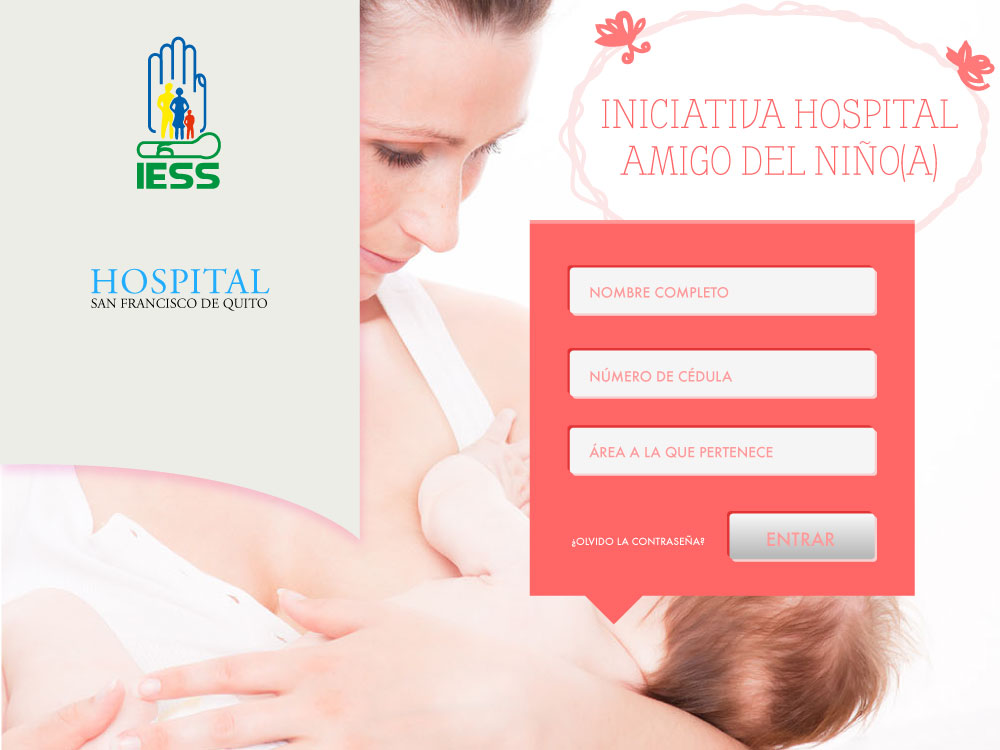 IESS
HOSPITAL
SAN FRANCISCO DE QUITO
INICIATIVA HOSPITAL
AMIGO DEL NIÑO(A)
NOMBRE COMPLETO
NÚMERO DE CÉDULA
ÁREA A LA QUE PERTENECE
¿OLVIDO LA CONTRASEÑA?
ENTRAR